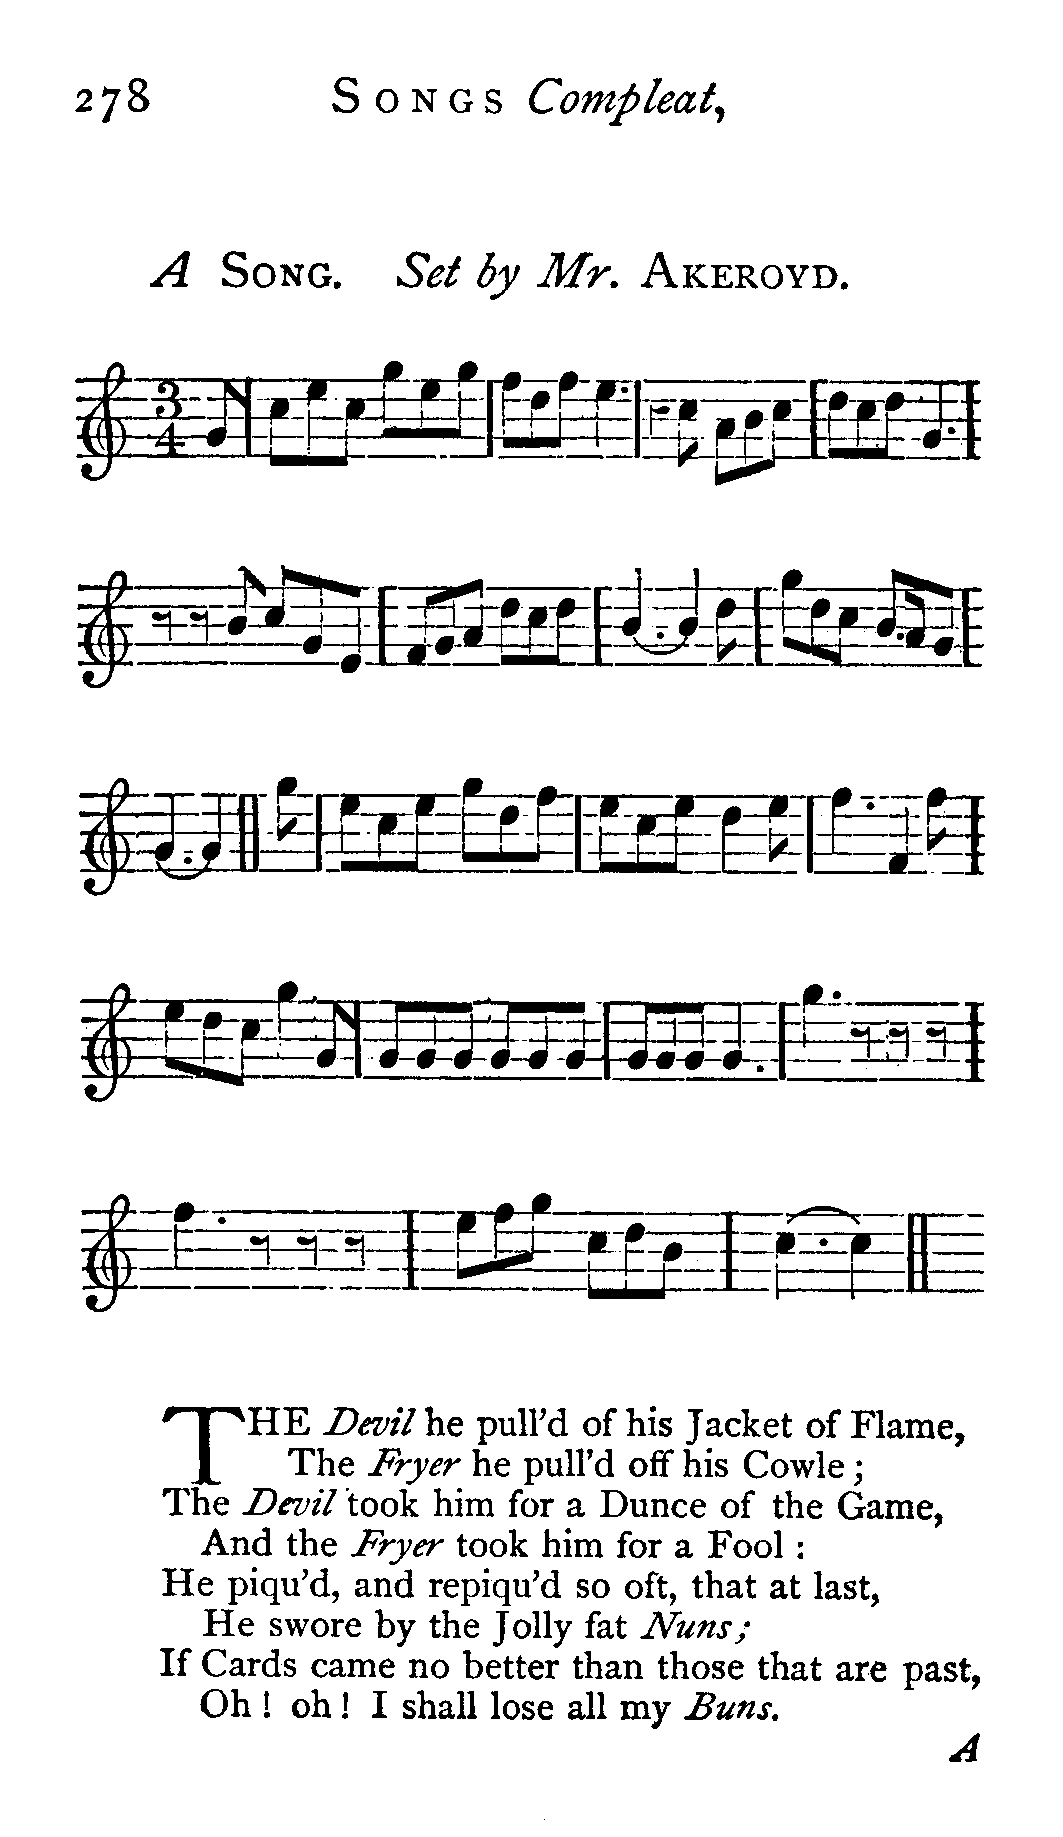 278 SONGS Compleat,
A SONG. Set by Mr. AKEROYD.
3
4
THE Devil he pull'd of his Jacket of Flame,
The Fryer he pull'd off his Cowle ;
The Devil took him for a Dunce of the Game,
And the Fryer took him for a Fool :
He piqu'd, and repiqu'd so oft, that at last,
He swore by the Jolly fat Nuns ;
If Cards came no better than those that are past,
Oh ! oh ! I shall lose all my Buns.
A